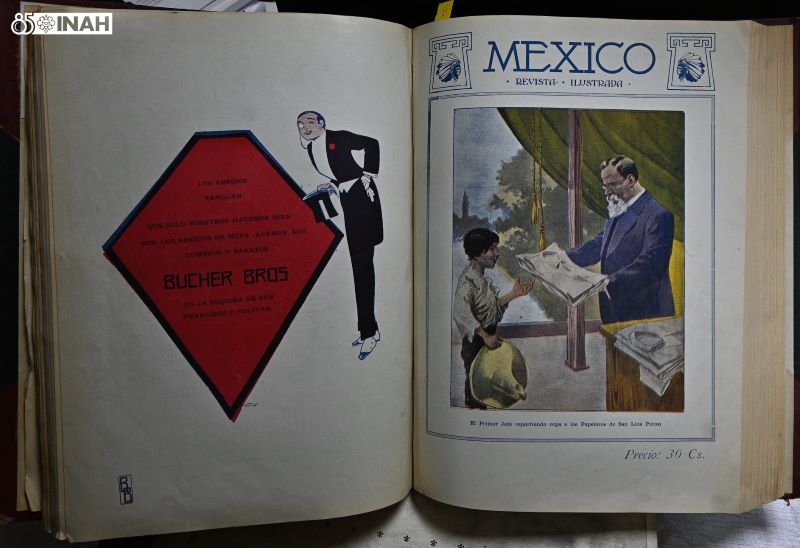 85 INAH
LOS ABRIGOS
RANGLAN,
QUE SOLO NOSOTROS HACEMOS BIEN
SON LOS ABRIGOS DE MODA. ADEMAS, SON
COMODOS Y BARATOS
BUCHER BROS
EN LA ESQUINA DE SAN
FRANCISCO Y BOLIVAR
BB
MEXICO
· REVISTA · ILUSTRADA ·
El Primer Jefe repartiendo ropa a los Papeleros de San Luis Potosí
Precio: 30 Cs.